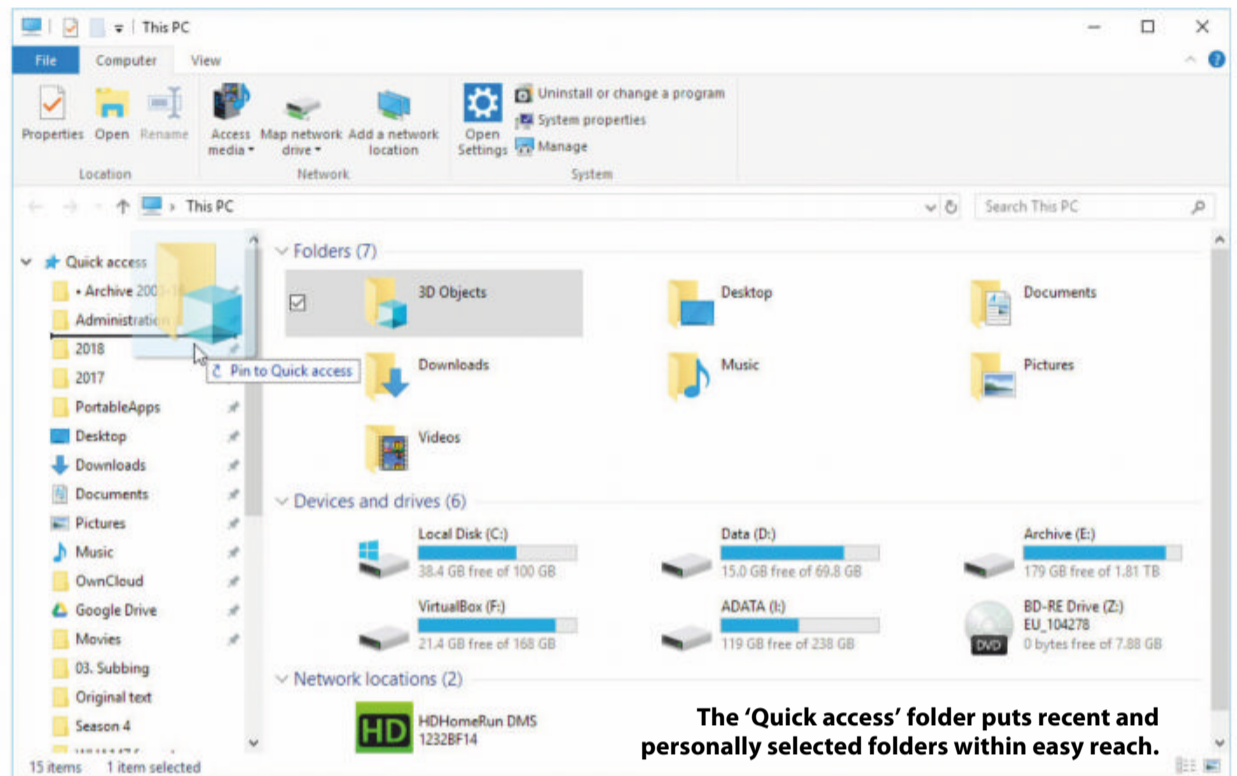 This PC
File Computer View
Properties Open Rename Access media Map network drive Add a network location Open Settings Uninstall or change a program
System properties
Manage
Location Network System
This PC
Search This PC
Quick access
• Archive
Administration
2018
2017
PortableApps
Desktop
Downloads
Documents
Pictures
Music
OwnCloud
Google Drive
Movies
03. Subbing
Original text
Season 4
Pin to Quick access
Folders (7)
3D Objects Desktop Documents
Downloads Music Pictures
Videos
Devices and drives (6)
Local Disk (C:) Data (D:) Archive (E:)
38.4 GB free of 100 GB 15.0 GB free of 69.8 GB 179 GB free of 1.81 TB
VirtualBox (F:) ADATA (I:) BD-RE Drive (Z:)
EU_104278
21.4 GB free of 168 GB 119 GB free of 238 GB 0 bytes free of 7.88 GB
DVD
Network locations (2)
HD
HDHomeRun DMS
1232BF14
The ‘Quick access’ folder puts recent and
personally selected folders within easy reach.
15 items 1 item selected